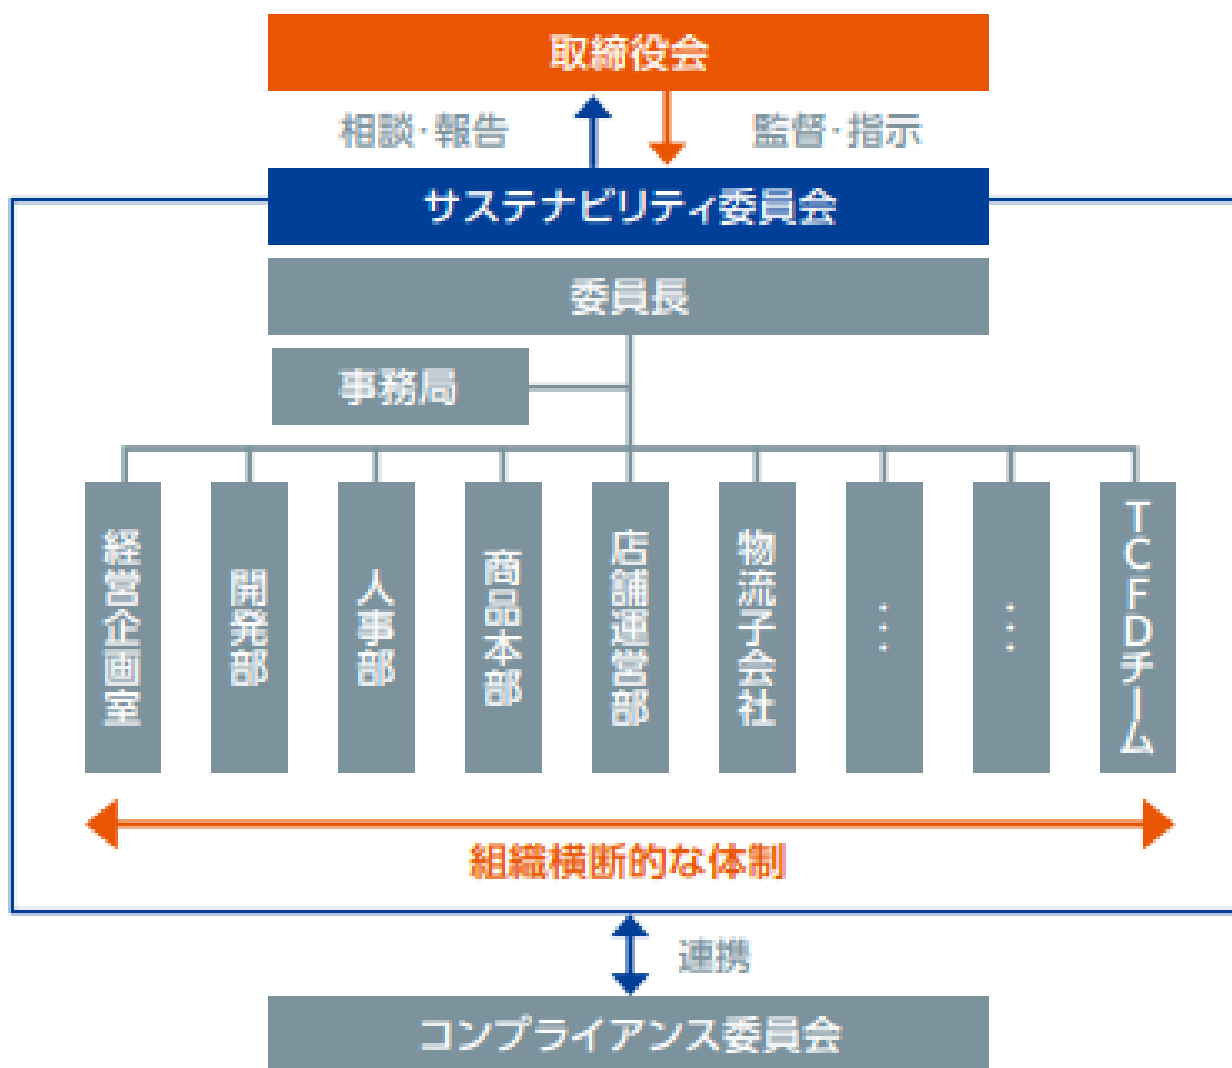 取締役会
相談・報告
監督・指示
サステナビリティ委員会
委員長
事務局
経営企画室
開発部
人事部
商品本部
店舗運営部
物流子会社
…
…
TCFDチーム
組織横断的な体制
連携
コンプライアンス委員会